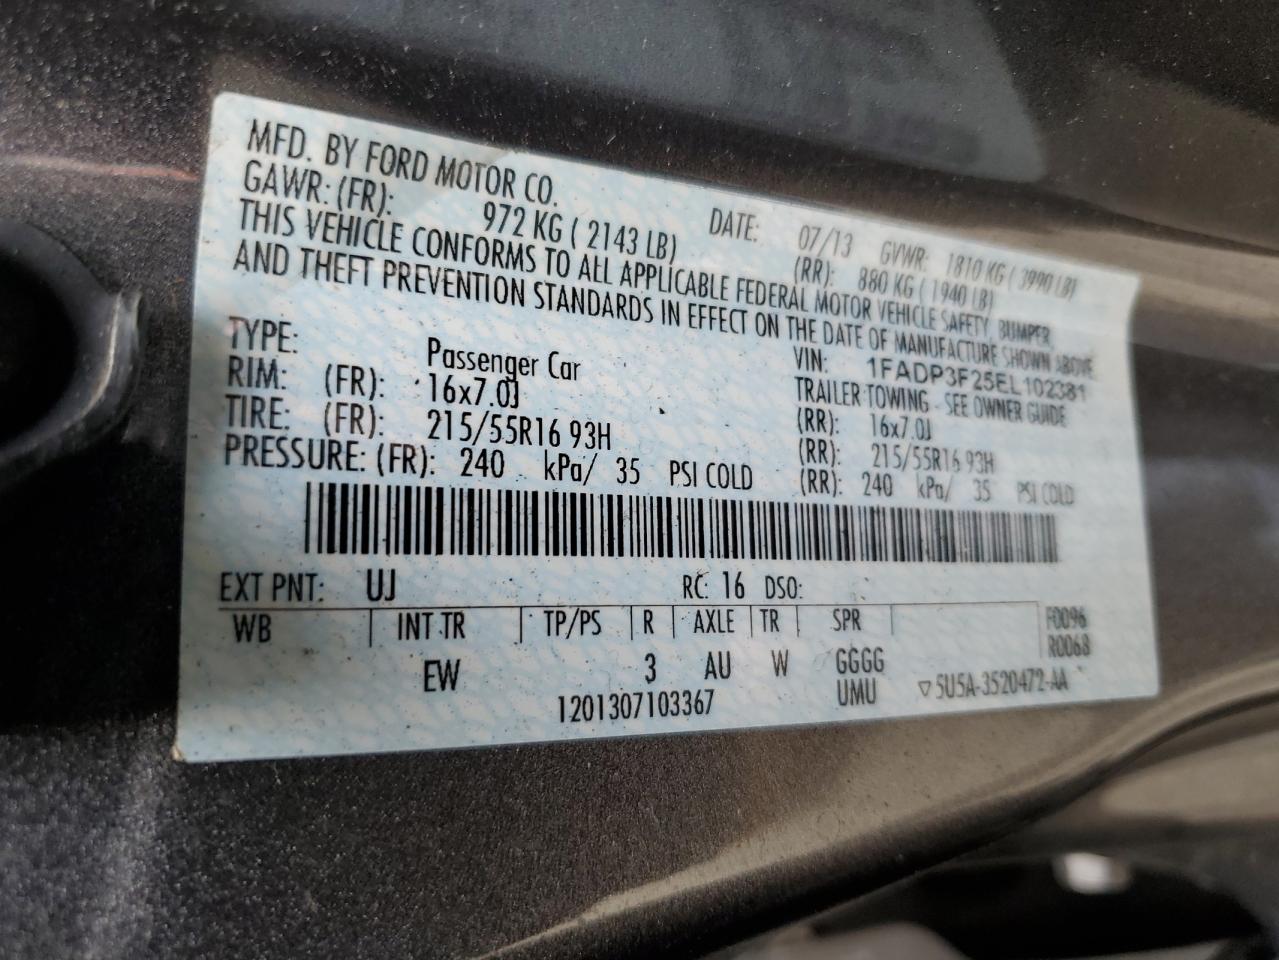 MFD. BY FORD MOTOR CO. DATE: 07/13 GVWR: 1810 KG ( 3990 LB)
GAWR: (FR): 972 KG ( 2143 LB) (RR): 880 KG ( 1940 LB)
THIS VEHICLE CONFORMS TO ALL APPLICABLE FEDERAL MOTOR VEHICLE SAFETY, BUMPER,
AND THEFT PREVENTION STANDARDS IN EFFECT ON THE DATE OF MANUFACTURE SHOWN ABOVE.
VIN: 1FADP3F25EL102381
TYPE: Passenger Car TRAILER TOWING - SEE OWNER GUIDE
RIM: (FR): 16x7.0J (RR): 16x7.0J
TIRE: (FR): 215/55R16 93H (RR): 215/55R16 93H
PRESSURE: (FR): 240 kPa/ 35 PSI COLD (RR): 240 kPa/ 35 PSI COLD
EXT PNT: UJ RC: 16 DSO:
WB INT TR TP/PS R AXLE TR SPR F0096
R0068
EW 3 AU W GGGG
UMU
1201307103367 ▽5U5A-3520472-AA